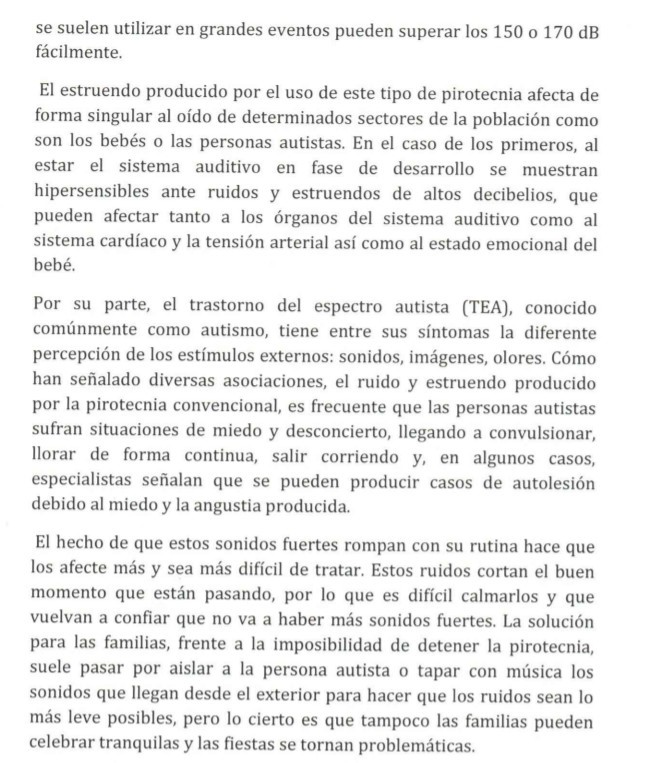 se suelen utilizar en grandes eventos pueden superar los 150 o 170 dB
fácilmente.
El estruendo producido por el uso de este tipo de pirotecnia afecta de
forma singular al oído de determinados sectores de la población como
son los bebés o las personas autistas. En el caso de los primeros, al
estar el sistema auditivo en fase de desarrollo se muestran
hipersensibles ante ruidos y estruendos de altos decibelios, que
pueden afectar tanto a los órganos del sistema auditivo como al
sistema cardíaco y la tensión arterial así como al estado emocional del
bebé.
Por su parte, el trastorno del espectro autista (TEA), conocido
comúnmente como autismo, tiene entre sus síntomas la diferente
percepción de los estímulos externos: sonidos, imágenes, olores. Cómo
han señalado diversas asociaciones, el ruido y estruendo producido
por la pirotecnia convencional, es frecuente que las personas autistas
sufran situaciones de miedo y desconcierto, llegando a convulsionar,
llorar de forma continua, salir corriendo y, en algunos casos,
especialistas señalan que se pueden producir casos de autolesión
debido al miedo y la angustia producida.
El hecho de que estos sonidos fuertes rompan con su rutina hace que
los afecte más y sea más difícil de tratar. Estos ruidos cortan el buen
momento que están pasando, por lo que es difícil calmarlos y que
vuelvan a confiar que no va a haber más sonidos fuertes. La solución
para las familias, frente a la imposibilidad de detener la pirotecnia,
suele pasar por aislar a la persona autista o tapar con música los
sonidos que llegan desde el exterior para hacer que los ruidos sean lo
más leve posibles, pero lo cierto es que tampoco las familias pueden
celebrar tranquilas y las fiestas se tornan problemáticas.